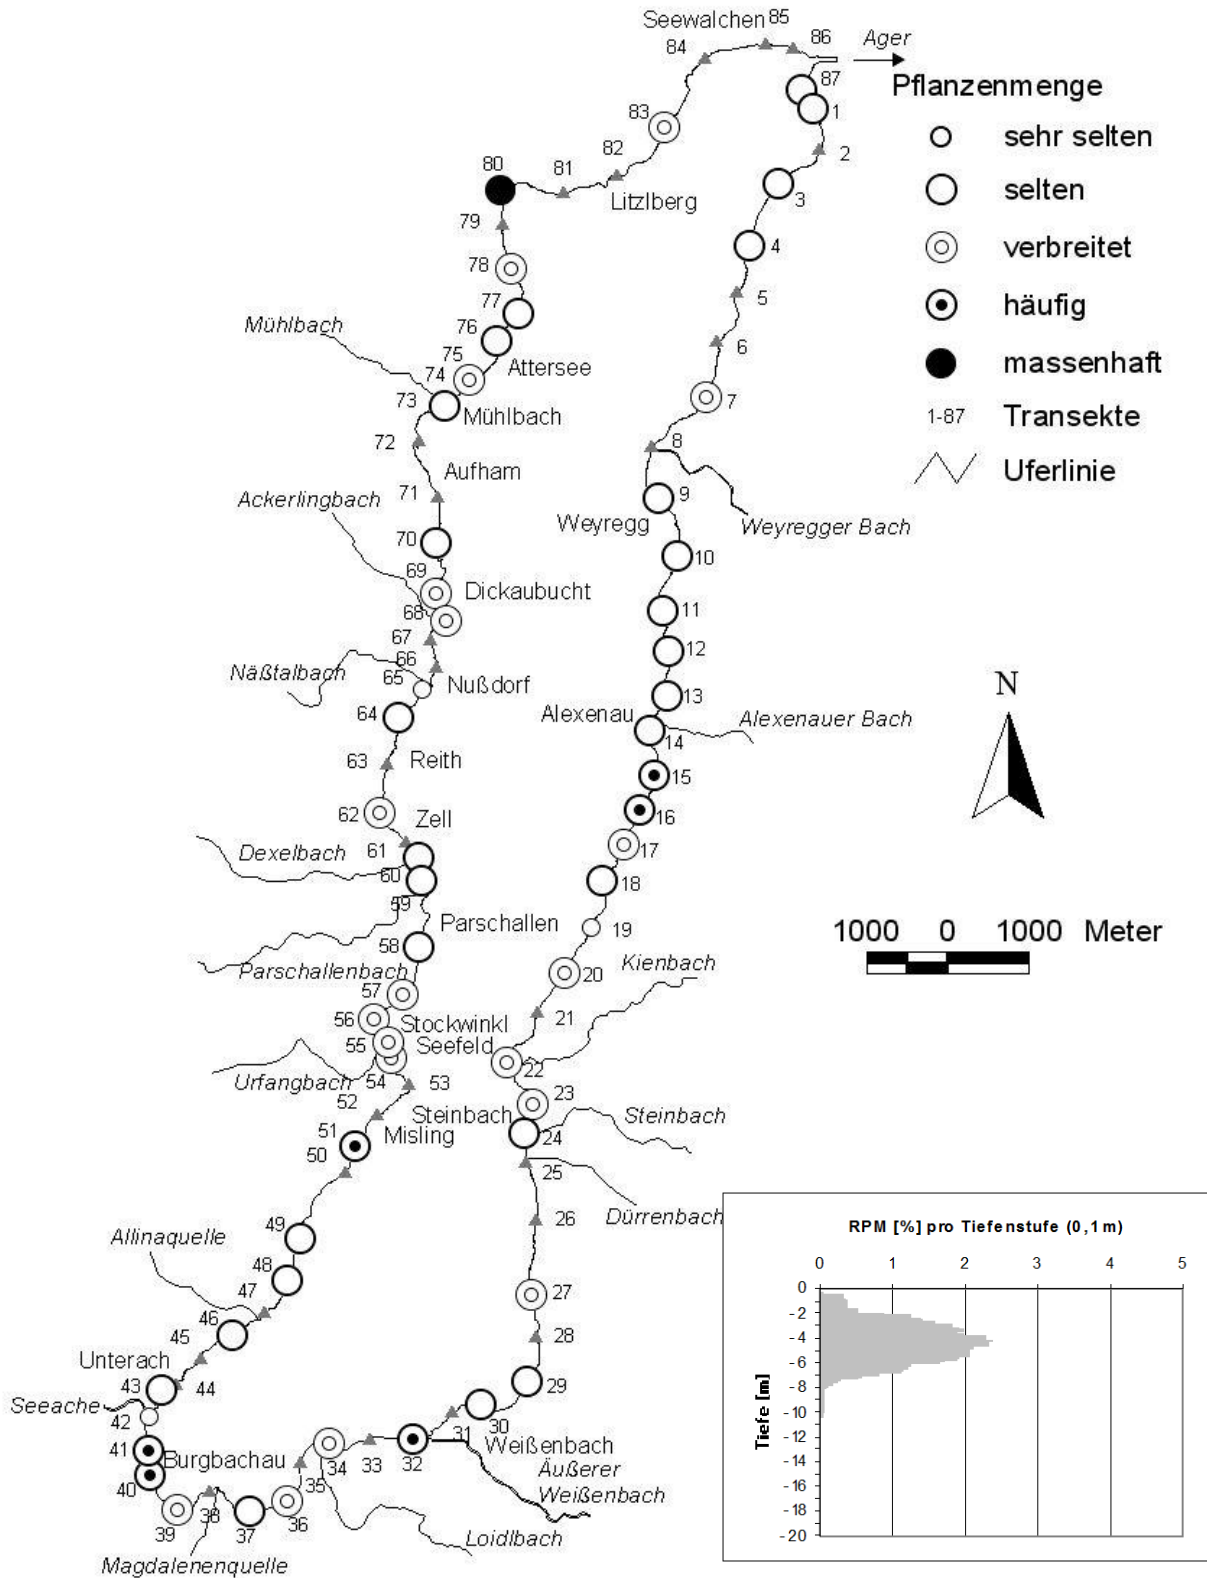 Seewalchen
85
86
84
Ager
87
Pflanzenmenge
83
1
sehr selten
82
2
80
81
3
selten
Litzlberg
79
4
verbreitet
78
77
5
häufig
Mühlbach
76
6
75
Attersee
massenhaft
74
7
73
Mühlbach
1-87
Transekte
72
8
Aufham
Uferlinie
71
9
Ackerlingbach
Weyregg
Weyregger Bach
70
10
69
Dickaubucht
68
11
67
12
66
Näßtalbach
65
Nußdorf
13
N
64
Alexenau
14
Alexenauer Bach
63
Reith
15
62
Zell
16
61
17
Dexelbach
60
18
59
Parschallen
19
1000 0 1000 Meter
58
Kienbach
Parschallenbach
20
57
56
Stockwinkl
21
55
Seefeld
22
Urfangbach
54
53
23
52
Steinbach
Steinbach
51
Misling
24
50
25
Dürrenbach
26
49
Allinaquelle
48
27
47
46
28
45
Unterach
43
44
29
Seeache
42
30
31
41
Burgbachau
34
33
32
Weißenbach
Äußerer
Weißenbach
40
35
39
38
37
36
Loidlbach
Magdalenenquelle
RPM [%] pro Tiefenstufe (0,1m)
0 1 2 3 4 5
Tiefe [m]
0
-2
-4
-6
-8
-10
-12
-14
-16
-18
-20